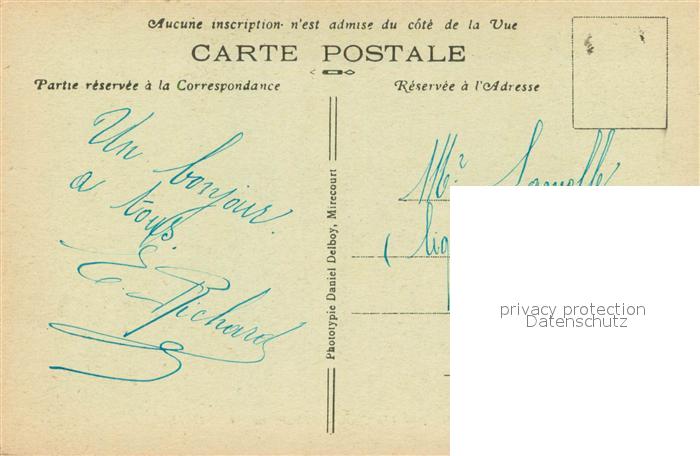 Aucune inscription n'est admise du côté de la Vue
CARTE POSTALE
Partie réservée à la Correspondance
Réservée à l'Adresse
Un bonjour
a tous.
E. Richard
Phototypie Daniel Delboy, Mirecourt
privacy protection
Datenschutz